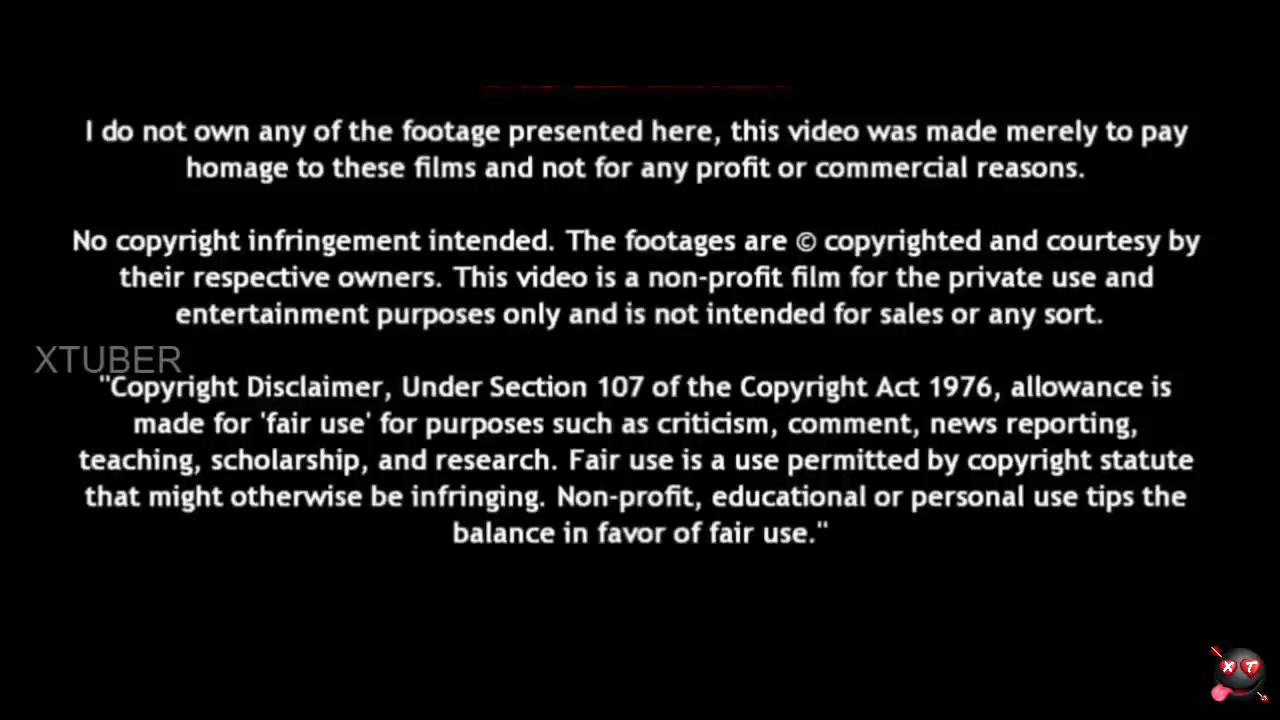 I do not own any of the footage presented here, this video was made merely to pay
homage to these films and not for any profit or commercial reasons.
No copyright infringement intended. The footages are © copyrighted and courtesy by
their respective owners. This video is a non-profit film for the private use and
entertainment purposes only and is not intended for sales or any sort.
XTUBER
"Copyright Disclaimer, Under Section 107 of the Copyright Act 1976, allowance is
made for 'fair use' for purposes such as criticism, comment, news reporting,
teaching, scholarship, and research. Fair use is a use permitted by copyright statute
that might otherwise be infringing. Non-profit, educational or personal use tips the
balance in favor of fair use."
XT